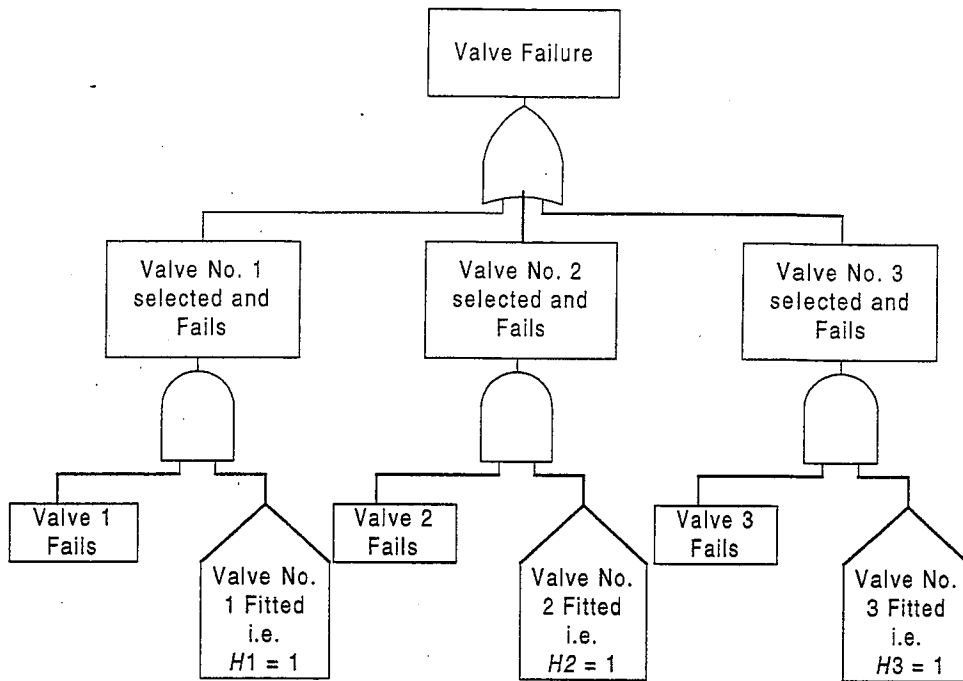 Valve Failure
Valve No. 1
selected and
Fails
Valve No. 2
selected and
Fails
Valve No. 3
selected and
Fails
Valve 1
Fails
Valve No.
1 Fitted
i.e.
H1 = 1
Valve 2
Fails
Valve No.
2 Fitted
i.e.
H2 = 1
Valve 3
Fails
Valve No.
3 Fitted
i.e.
H3 = 1